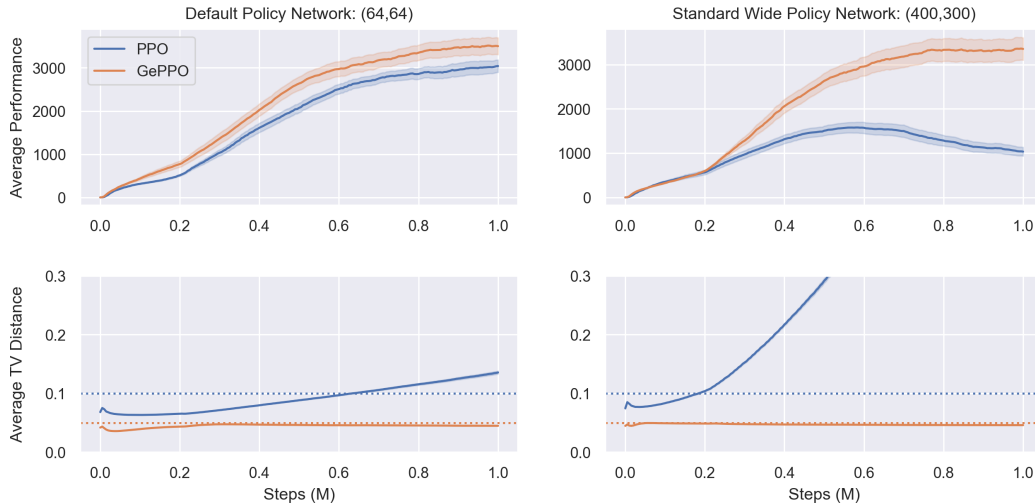 Default Policy Network: (64,64)
Standard Wide Policy Network: (400,300)
Average Performance
3000
2000
1000
0
PPO
GePPO
0.0 0.2 0.4 0.6 0.8 1.0
3000
2000
1000
0
0.0 0.2 0.4 0.6 0.8 1.0
Average TV Distance
0.3
0.2
0.1
0.0
0.0 0.2 0.4 0.6 0.8 1.0
Steps (M)
0.3
0.2
0.1
0.0
0.0 0.2 0.4 0.6 0.8 1.0
Steps (M)